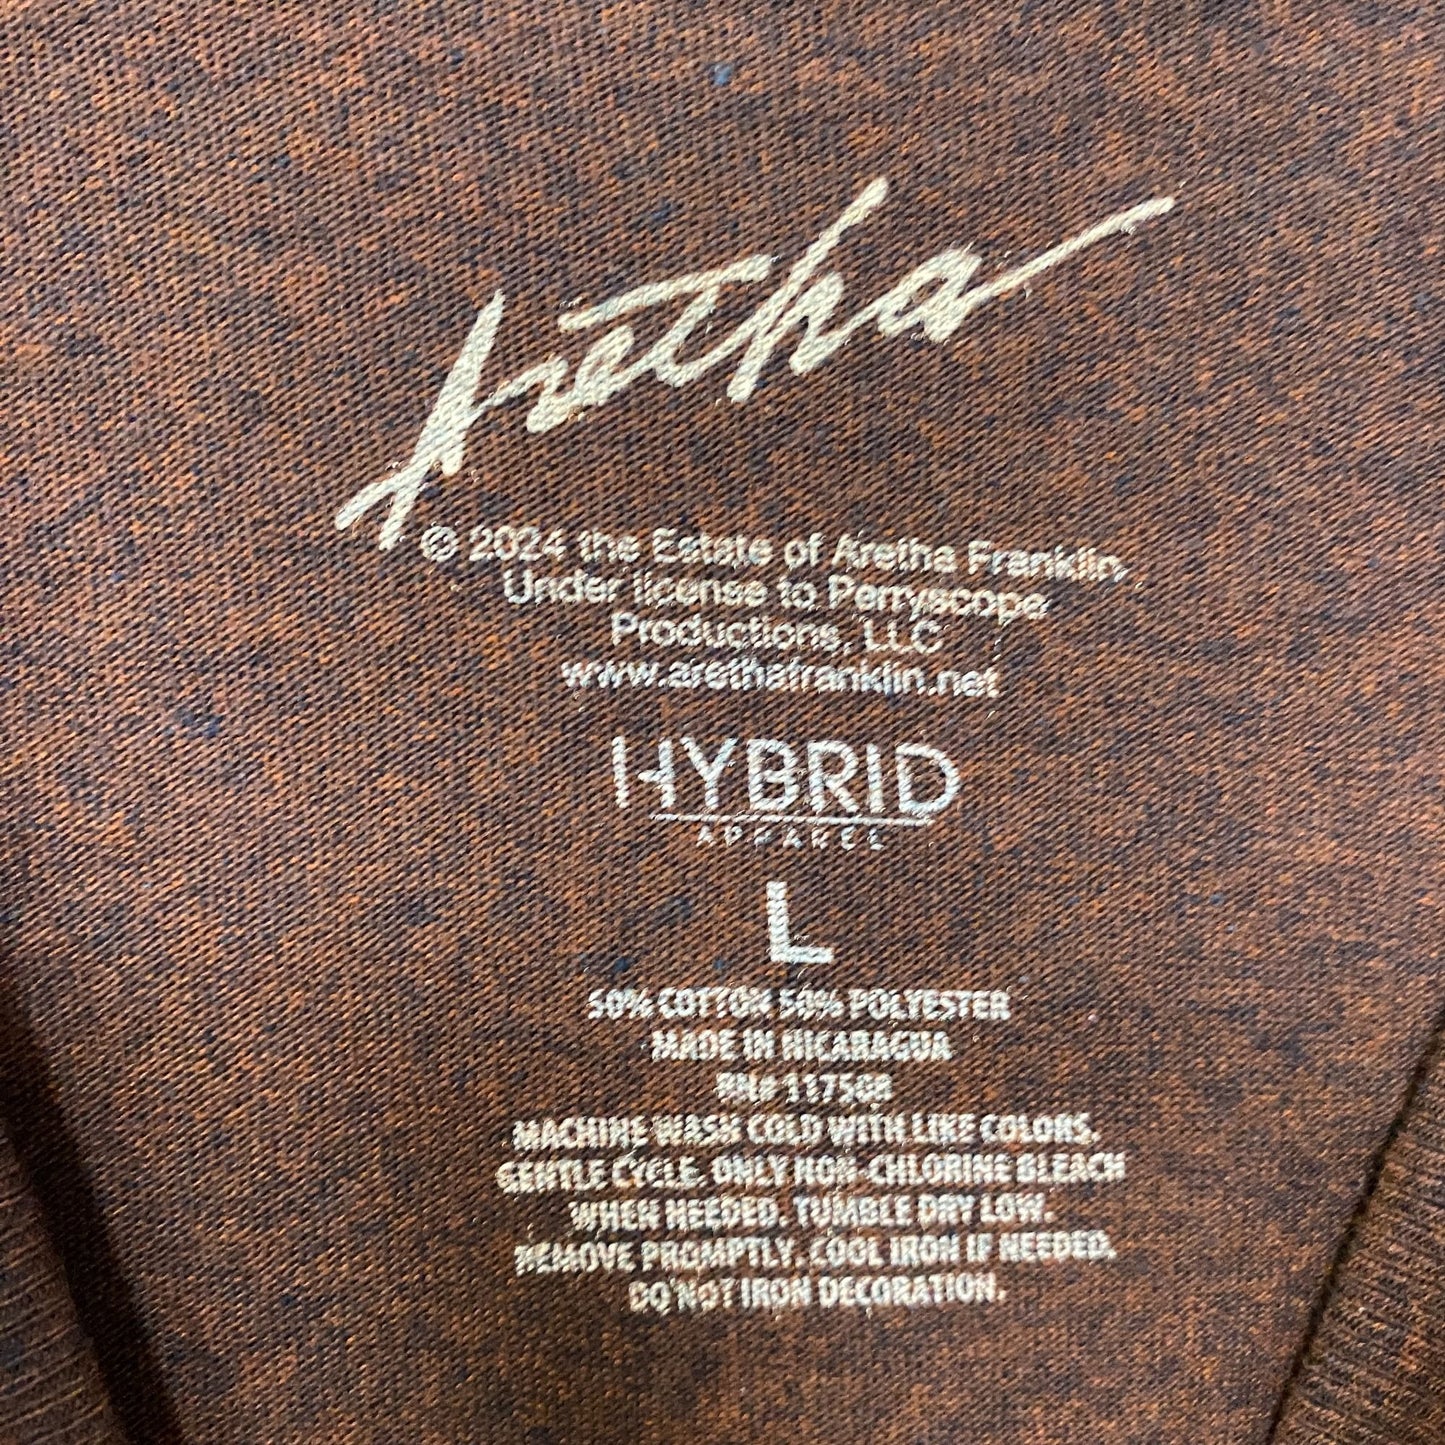 Aretha
© 2024 the Estate of Aretha Franklin.
Under license to Perryscope
Productions, LLC
www.arethafranklin.net
HYBRID
APPAREL
L
50% COTTON 50% POLYESTER
MADE IN NICARAGUA
RN# 117508
MACHINE WASH COLD WITH LIKE COLORS.
GENTLE CYCLE. ONLY NON-CHLORINE BLEACH
WHEN NEEDED. TUMBLE DRY LOW.
REMOVE PROMPTLY. COOL IRON IF NEEDED.
DO NOT IRON DECORATION.